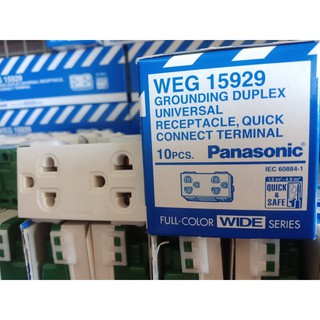 WEG 15929
GROUNDING DUPLEX
UNIVERSAL
RECEPTACLE, QUICK
CONNECT TERMINAL
10PCS. Panasonic
IEC 60884-1
QUICK &
SAFE
FULL-COLOR WIDE SERIES